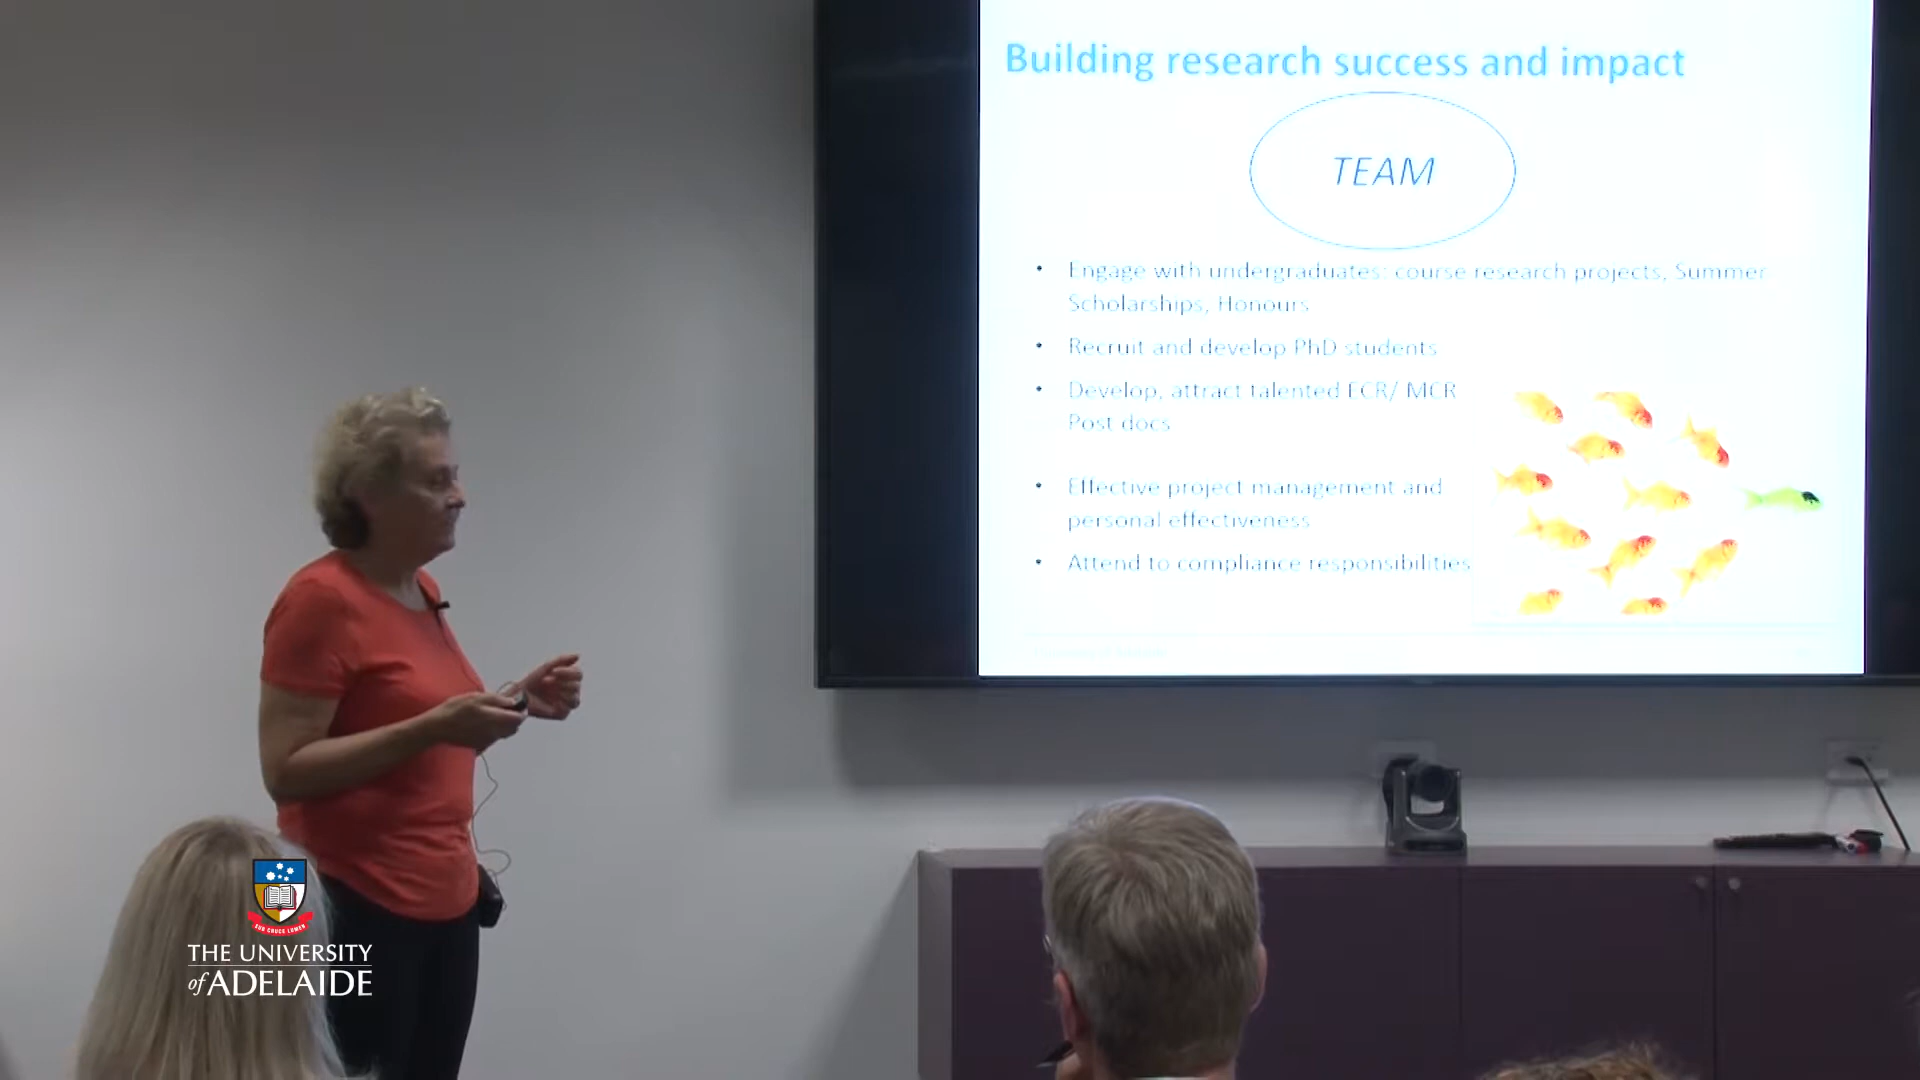 Building research success and impact
TEAM
• Engage with undergraduates: course research projects, Summer
Scholarships, Honours
• Recruit and develop PhD students
• Develop, attract talented ECR/ MCR
Post docs
• Effective project management and
personal effectiveness
• Attend to compliance responsibilities
THE UNIVERSITY
of ADELAIDE